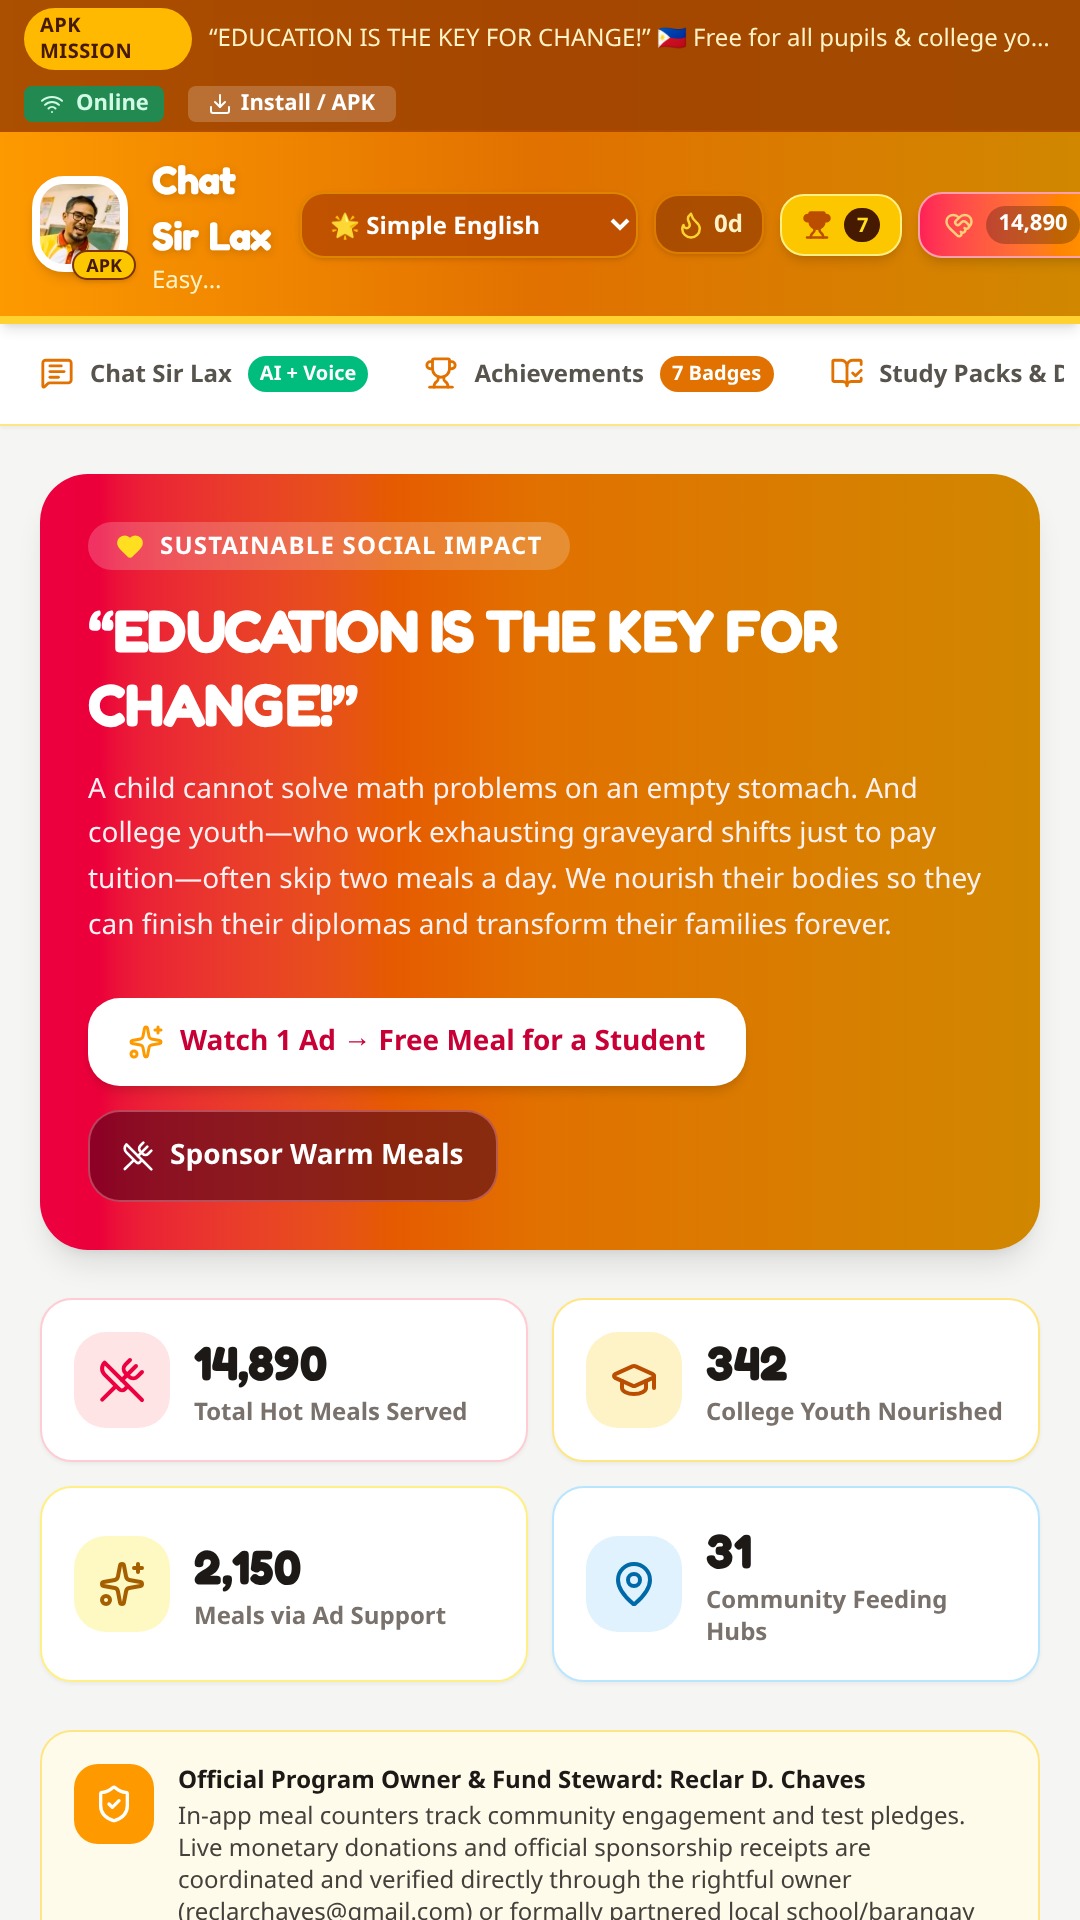 APK
MISSION
“EDUCATION IS THE KEY FOR CHANGE!” 🇵🇭 Free for all pupils & college yo...
Online
Install / APK
Chat
Sir Lax
Easy...
APK
🌟 Simple English
0d
7
14,890
Chat Sir Lax
AI + Voice
Achievements
7 Badges
Study Packs & D
SUSTAINABLE SOCIAL IMPACT
“EDUCATION IS THE KEY FOR
CHANGE!”
A child cannot solve math problems on an empty stomach. And
college youth—who work exhausting graveyard shifts just to pay
tuition—often skip two meals a day. We nourish their bodies so they
can finish their diplomas and transform their families forever.
Watch 1 Ad → Free Meal for a Student
Sponsor Warm Meals
14,890
Total Hot Meals Served
342
College Youth Nourished
2,150
Meals via Ad Support
31
Community Feeding
Hubs
Official Program Owner & Fund Steward: Reclar D. Chaves
In-app meal counters track community engagement and test pledges.
Live monetary donations and official sponsorship receipts are
coordinated and verified directly through the rightful owner
(reclarchaves@gmail.com) or formally partnered local school/barangay